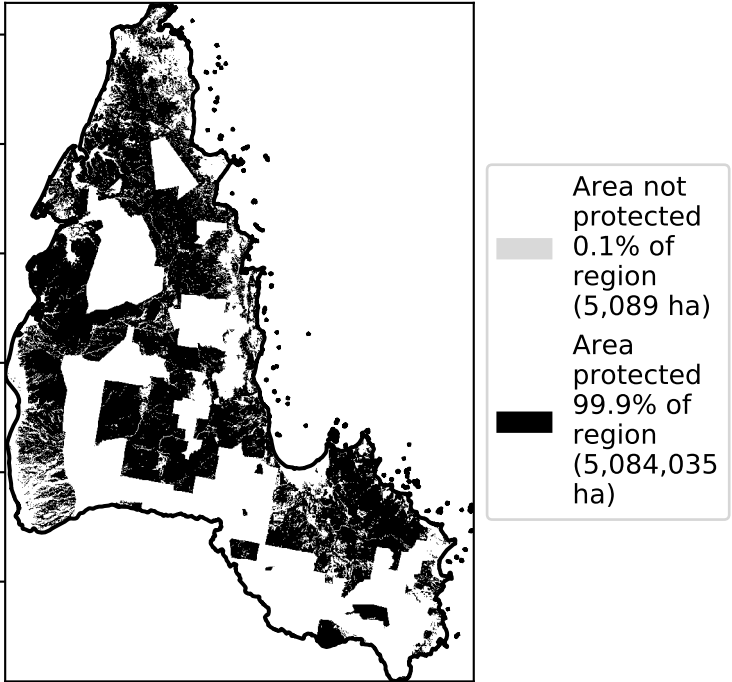 Area not
protected
0.1% of
region
(5,089 ha)
Area
protected
99.9% of
region
(5,084,035
ha)